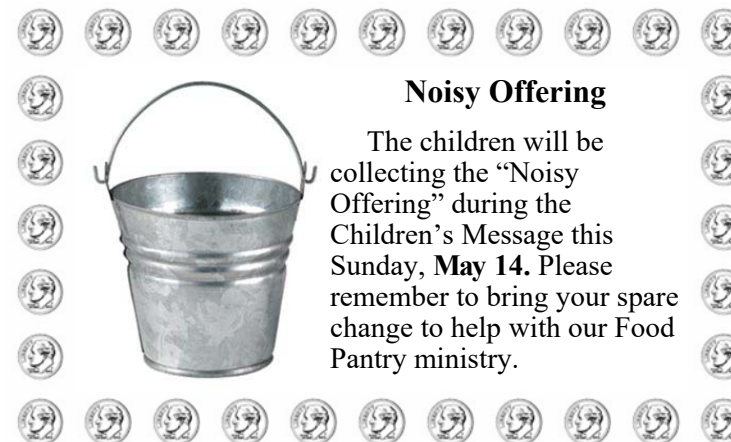 Noisy Offering
The children will be
collecting the “Noisy
Offering” during the
Children’s Message this
Sunday, May 14. Please
remember to bring your spare
change to help with our Food
Pantry ministry.